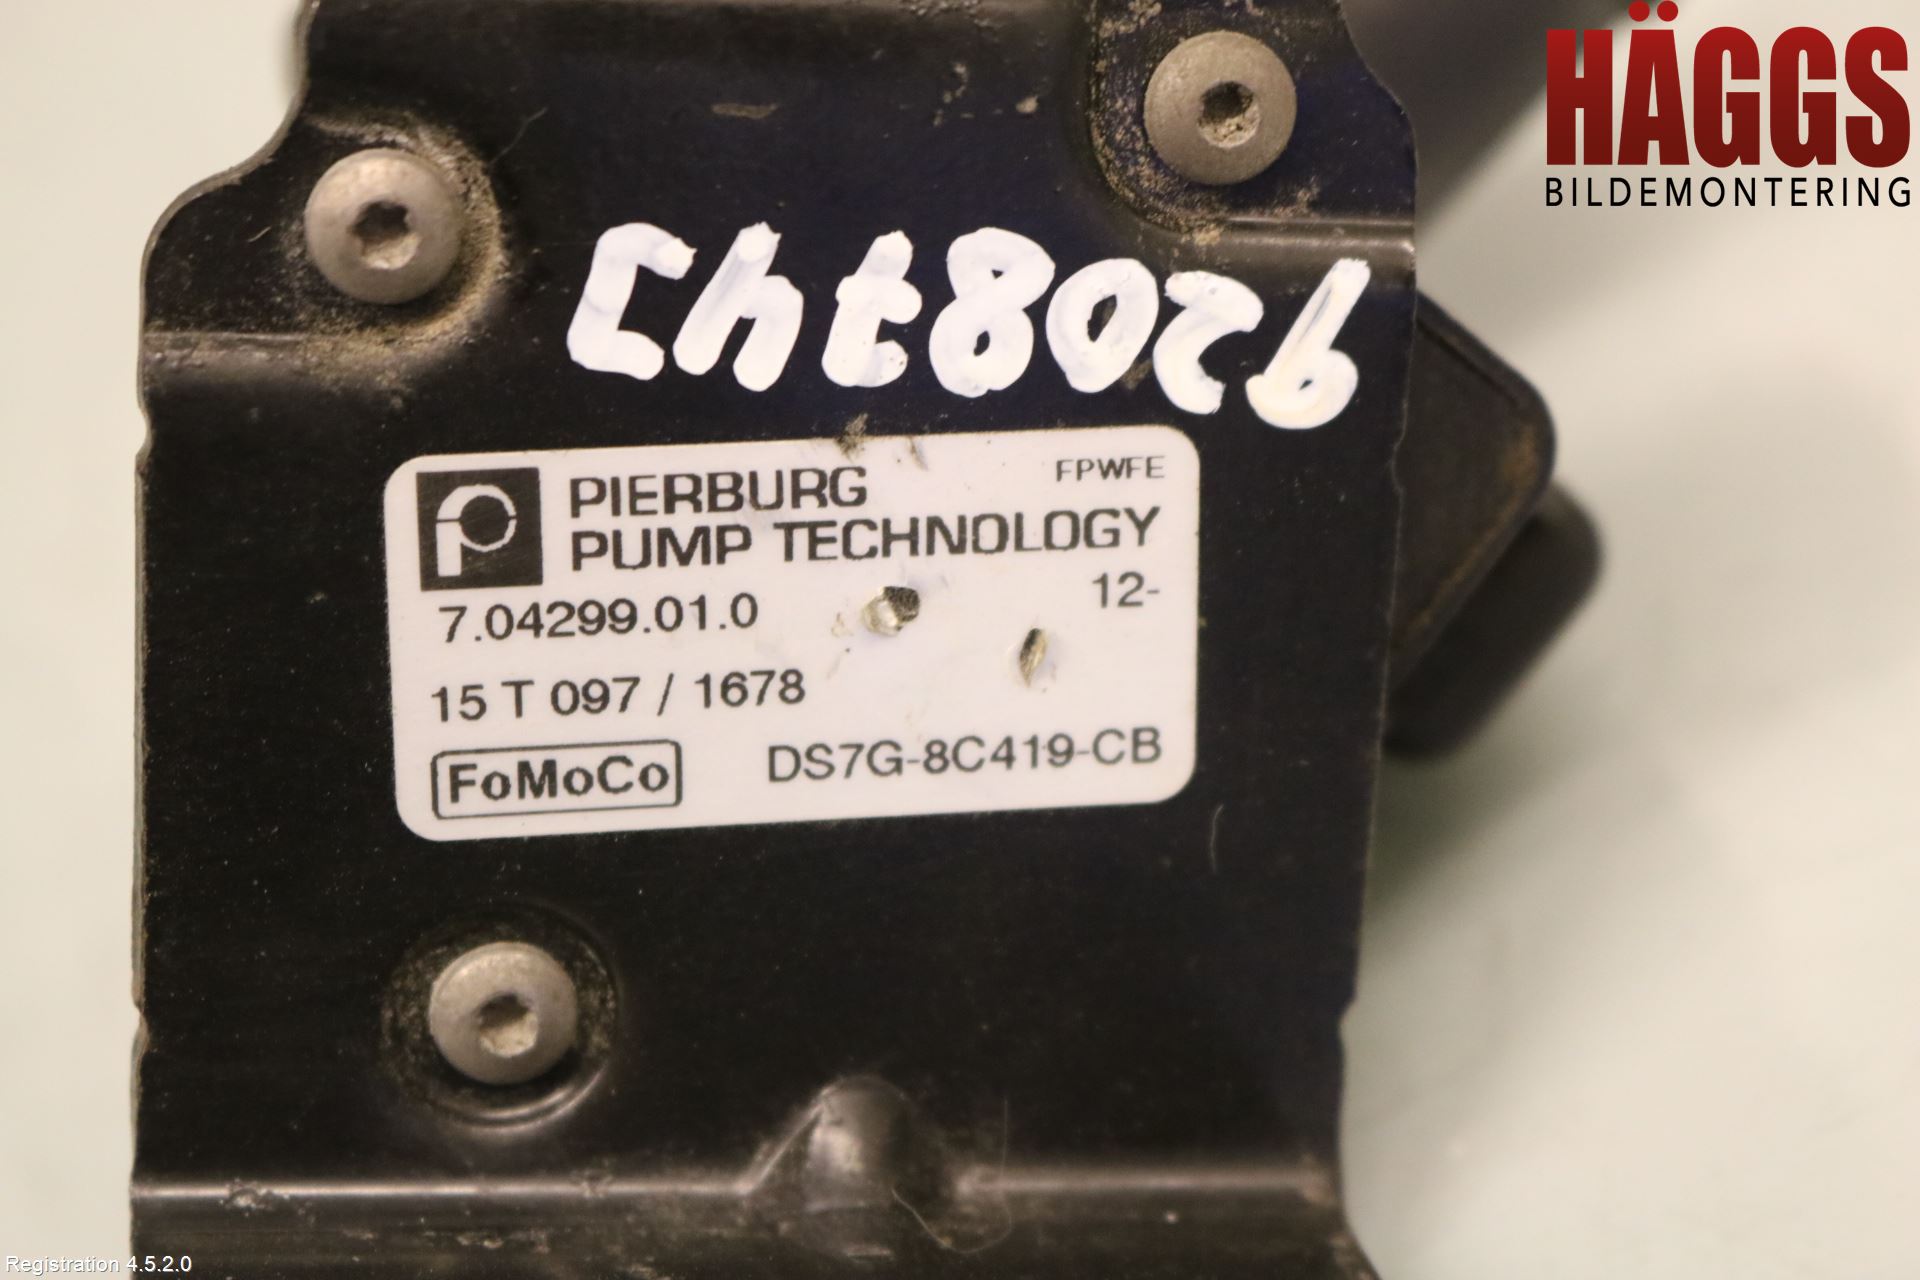 HÄGGS
BILDEMONTERING
9208743
PIERBURG FPWFE
PUMP TECHNOLOGY
7.04299.01.0 12-
15 T 097 / 1678
FoMoCo DS7G-8C419-CB
Registration 4.5.2.0